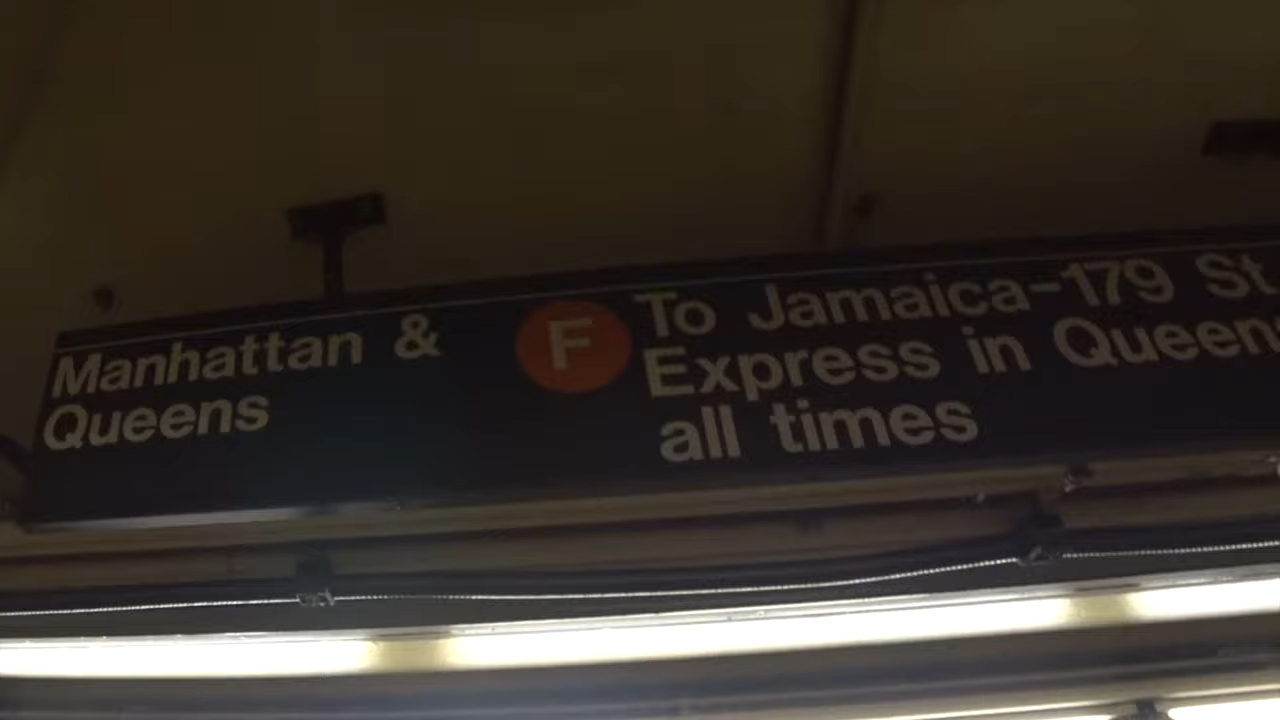 Manhattan &
Queens
F
To Jamaica-179 St
Express in Queens
all times